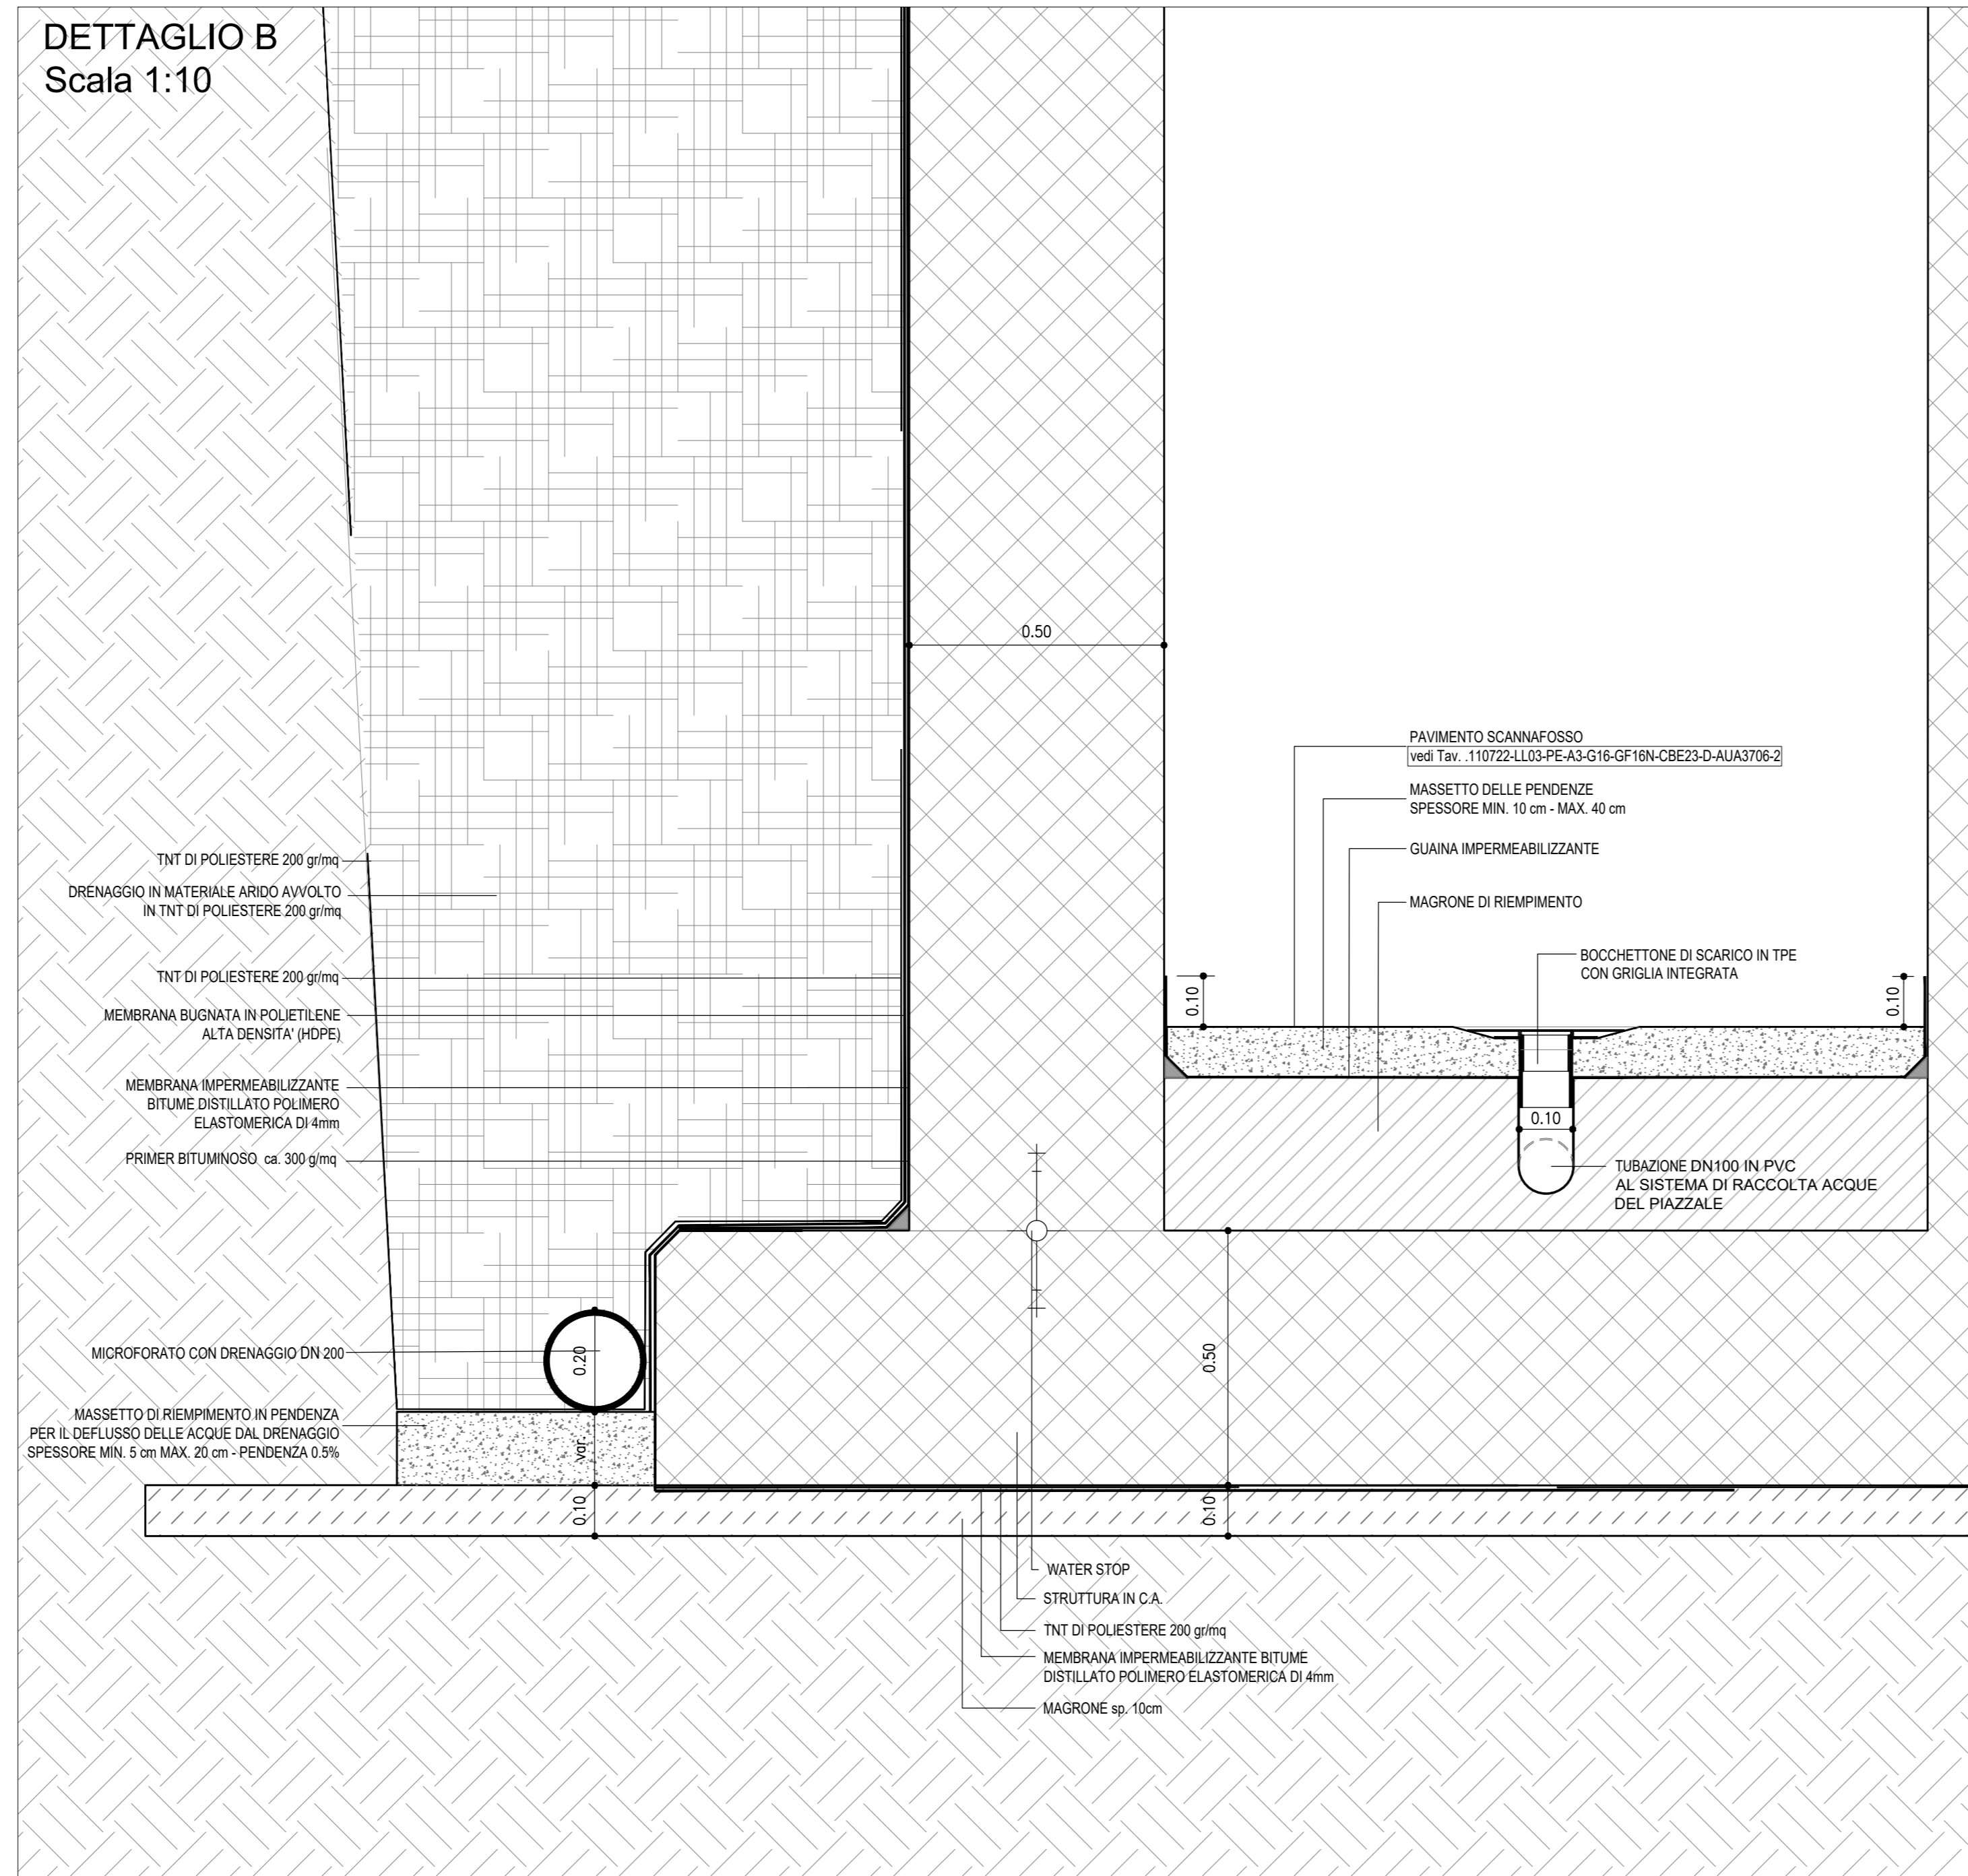 DETTAGLIO B
Scala 1:10
0.50
PAVIMENTO SCANNAFOSSO
vedi Tav. .110722-LL03-PE-A3-G16-GF16N-CBE23-D-AUA3706-2
MASSETTO DELLE PENDENZE
SPESSORE MIN. 10 cm - MAX. 40 cm
GUAINA IMPERMEABILIZZANTE
MAGRONE DI RIEMPIMENTO
BOCCHETTONE DI SCARICO IN TPE
CON GRIGLIA INTEGRATA
0.10
0.10
0.10
TUBAZIONE DN100 IN PVC
AL SISTEMA DI RACCOLTA ACQUE
DEL PIAZZALE
TNT DI POLIESTERE 200 gr/mq
DRENAGGIO IN MATERIALE ARIDO AVVOLTO
IN TNT DI POLIESTERE 200 gr/mq
TNT DI POLIESTERE 200 gr/mq
MEMBRANA BUGNATA IN POLIETILENE
ALTA DENSITA' (HDPE)
MEMBRANA IMPERMEABILIZZANTE
BITUME DISTILLATO POLIMERO
ELASTOMERICA DI 4mm
PRIMER BITUMINOSO ca. 300 g/mq
MICROFORATO CON DRENAGGIO DN 200
0.20
0.50
MASSETTO DI RIEMPIMENTO IN PENDENZA
PER IL DEFLUSSO DELLE ACQUE DAL DRENAGGIO
SPESSORE MIN. 5 cm MAX. 20 cm - PENDENZA 0.5%
var.
0.10
0.10
WATER STOP
STRUTTURA IN C.A.
TNT DI POLIESTERE 200 gr/mq
MEMBRANA IMPERMEABILIZZANTE BITUME
DISTILLATO POLIMERO ELASTOMERICA DI 4mm
MAGRONE sp. 10cm